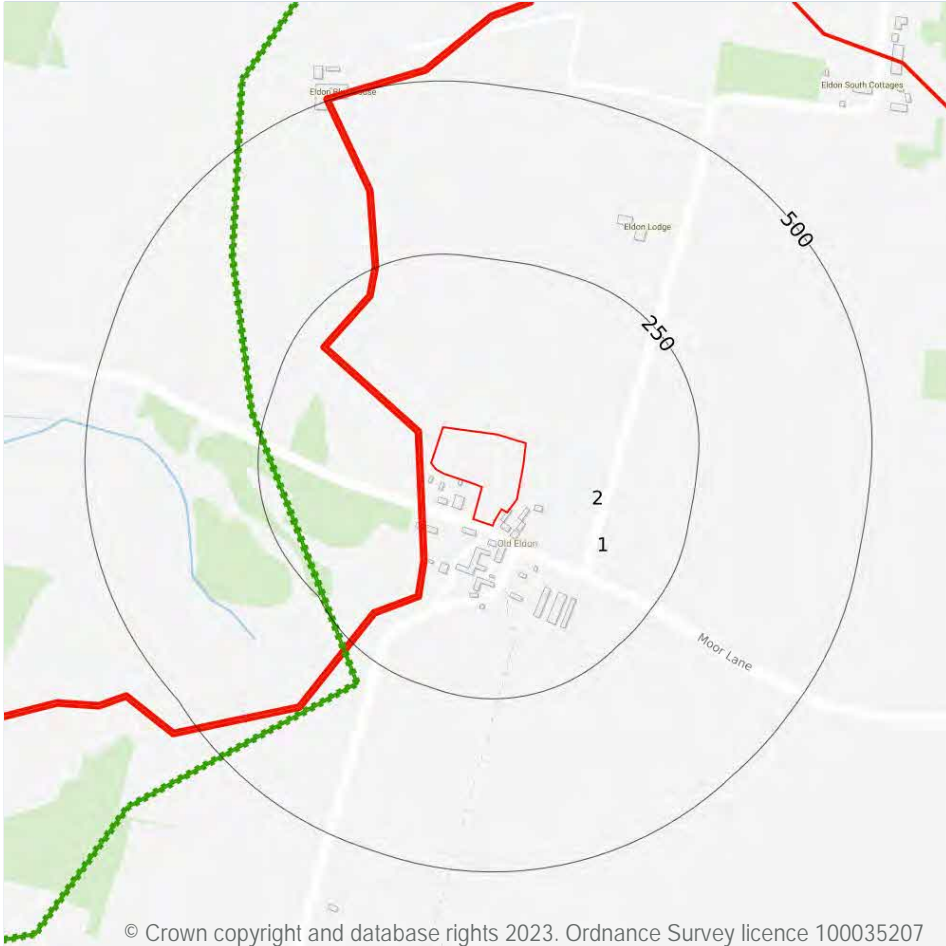 Eldon South Cottages
500
Eldon Lodge
250
2
1
Old Eldon
Moor Lane
© Crown copyright and database rights 2023. Ordnance Survey licence 100035207